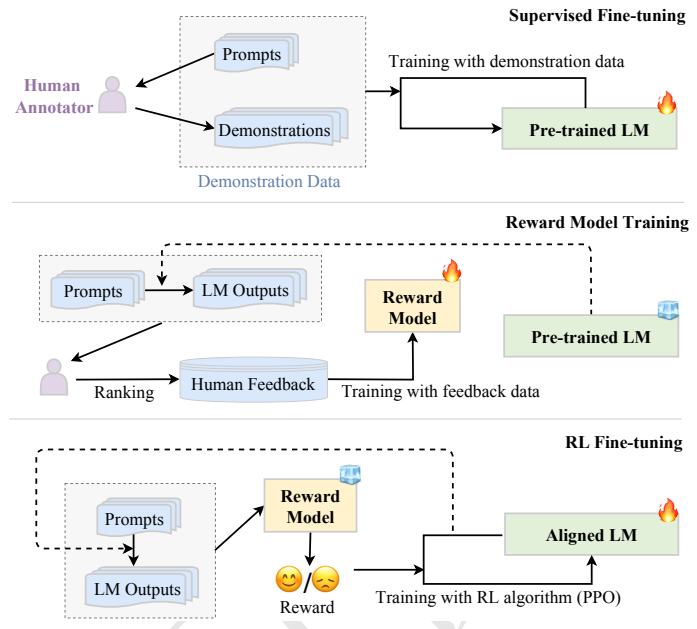 Supervised Fine-tuning
Prompts
Training with demonstration data
Human
Annotator
Demonstrations
Pre-trained LM
Demonstration Data
Reward Model Training
Prompts
LM Outputs
Reward
Model
Pre-trained LM
Ranking
Human Feedback
Training with feedback data
RL Fine-tuning
Prompts
Reward
Model
Aligned LM
LM Outputs
/
Reward
Training with RL algorithm (PPO)